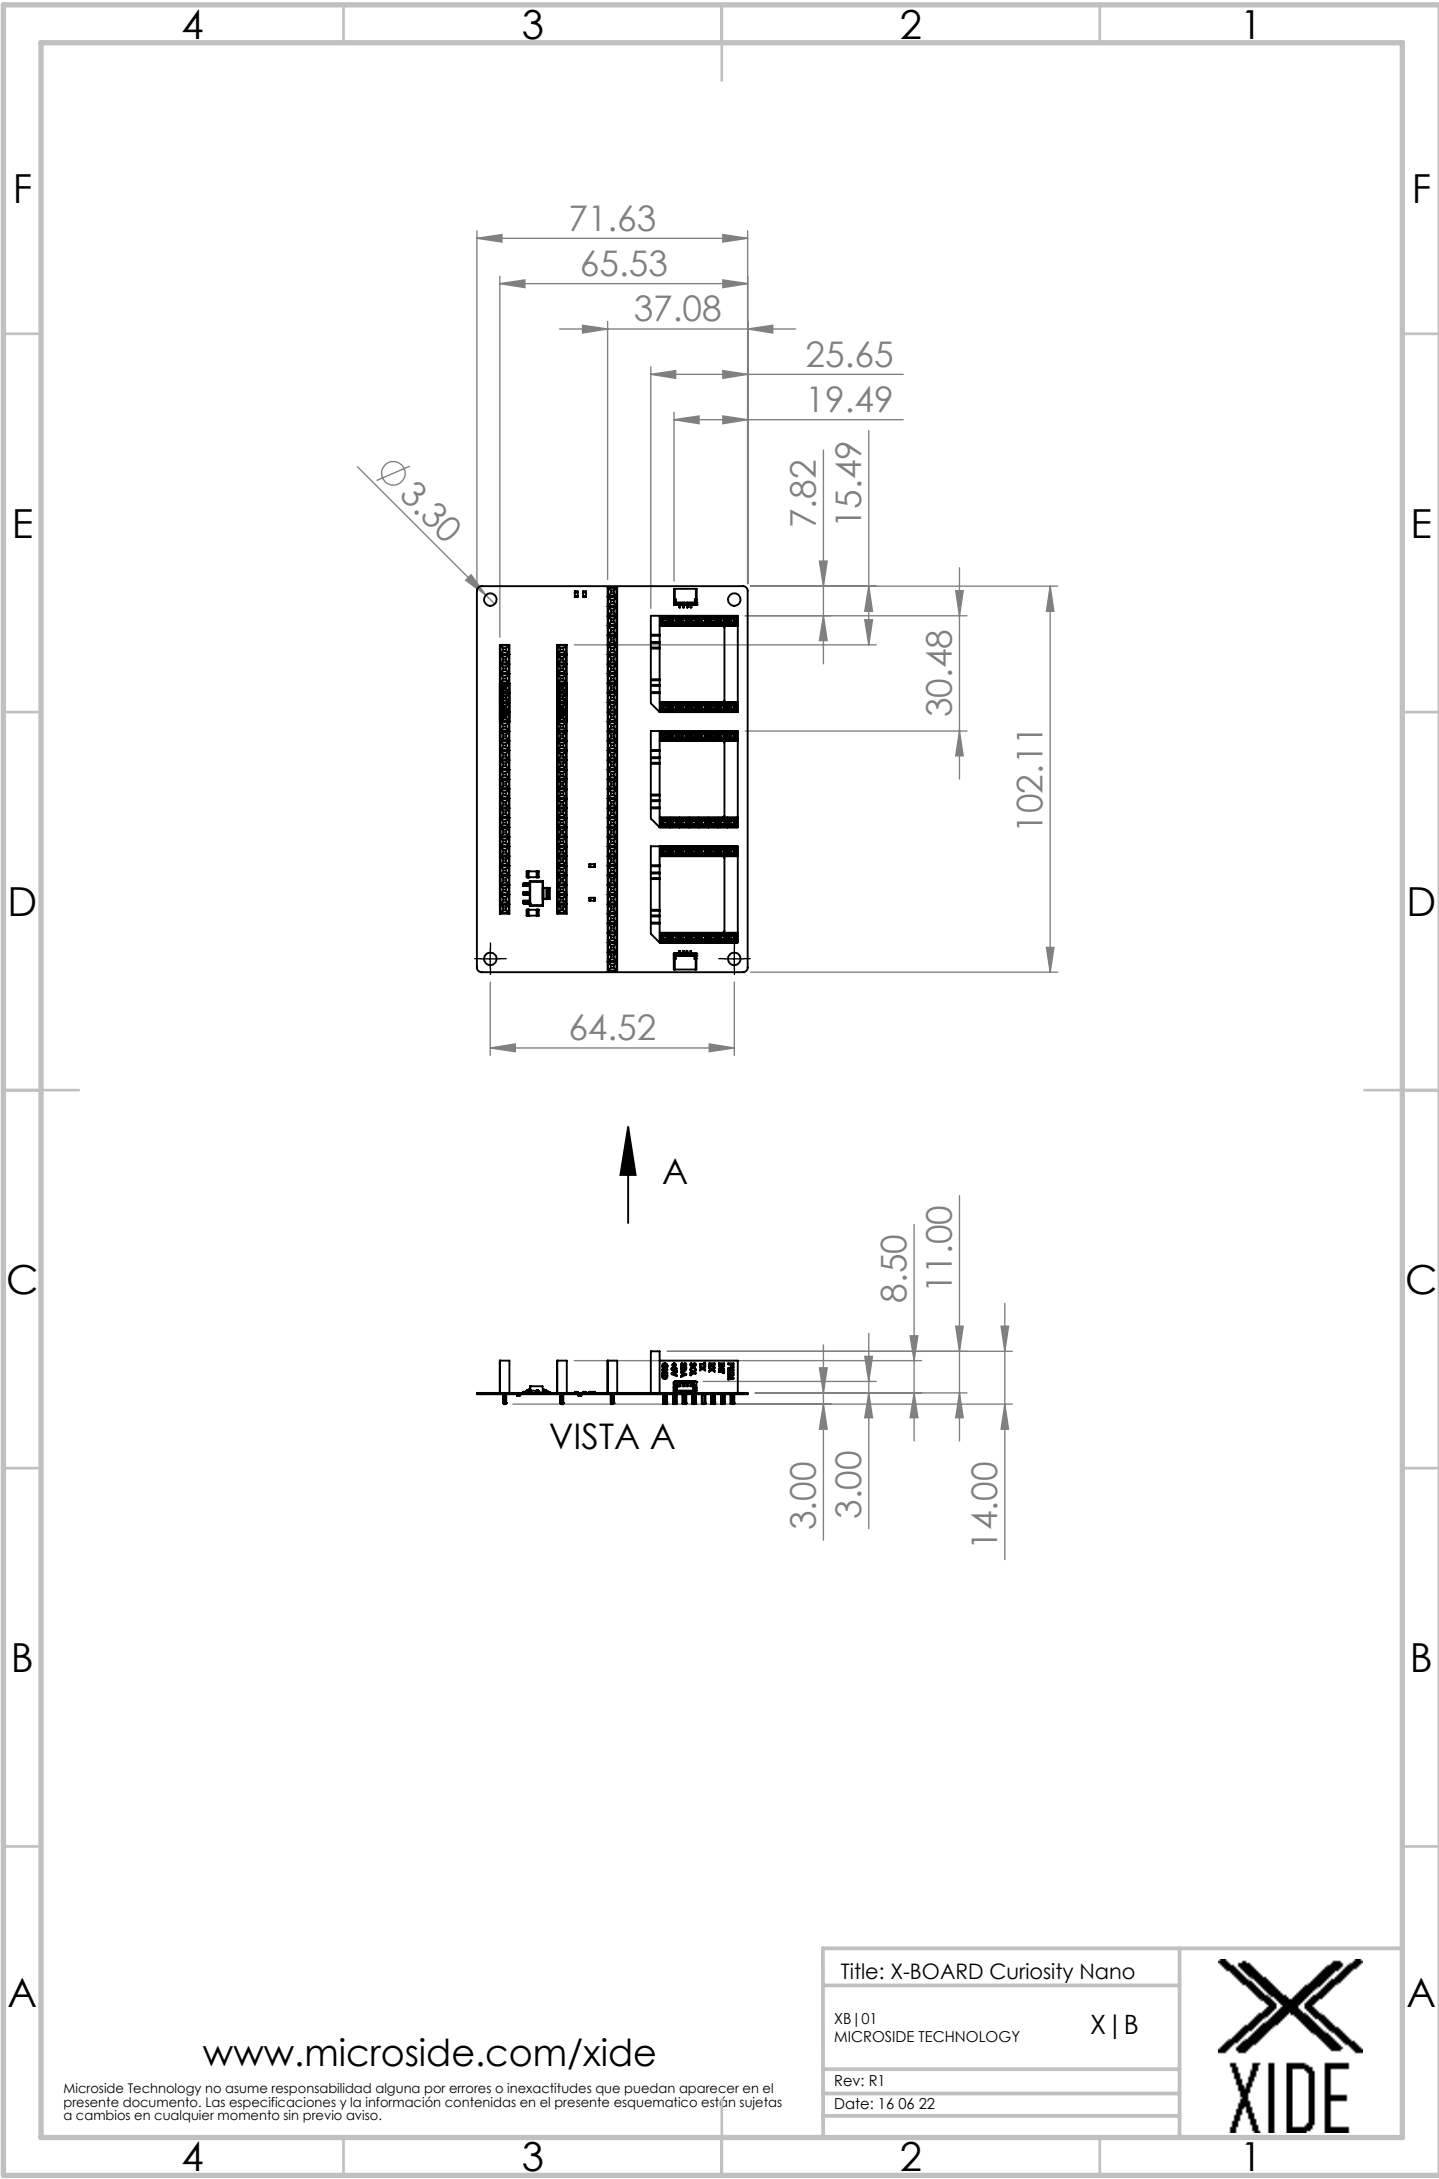 4 3 2 1
F F
71.63
65.53
37.08
25.65
19.49
7.82
15.49
Ø3.30
E E
30.48
102.11
D D
64.52
A
8.50
11.00
C C
VISTA A
3.00
3.00
14.00
B B
A A
Title: X-BOARD Curiosity Nano
XB|01
MICROSIDE TECHNOLOGY
X|B
Rev: R1
Date: 16 06 22
XIDE
www.microside.com/xide
Microside Technology no asume responsabilidad alguna por errores o inexactitudes que puedan aparecer en el
presente documento. Las especificaciones y la información contenidas en el presente esquematico están sujetas
a cambios en cualquier momento sin previo aviso.
4 3 2 1